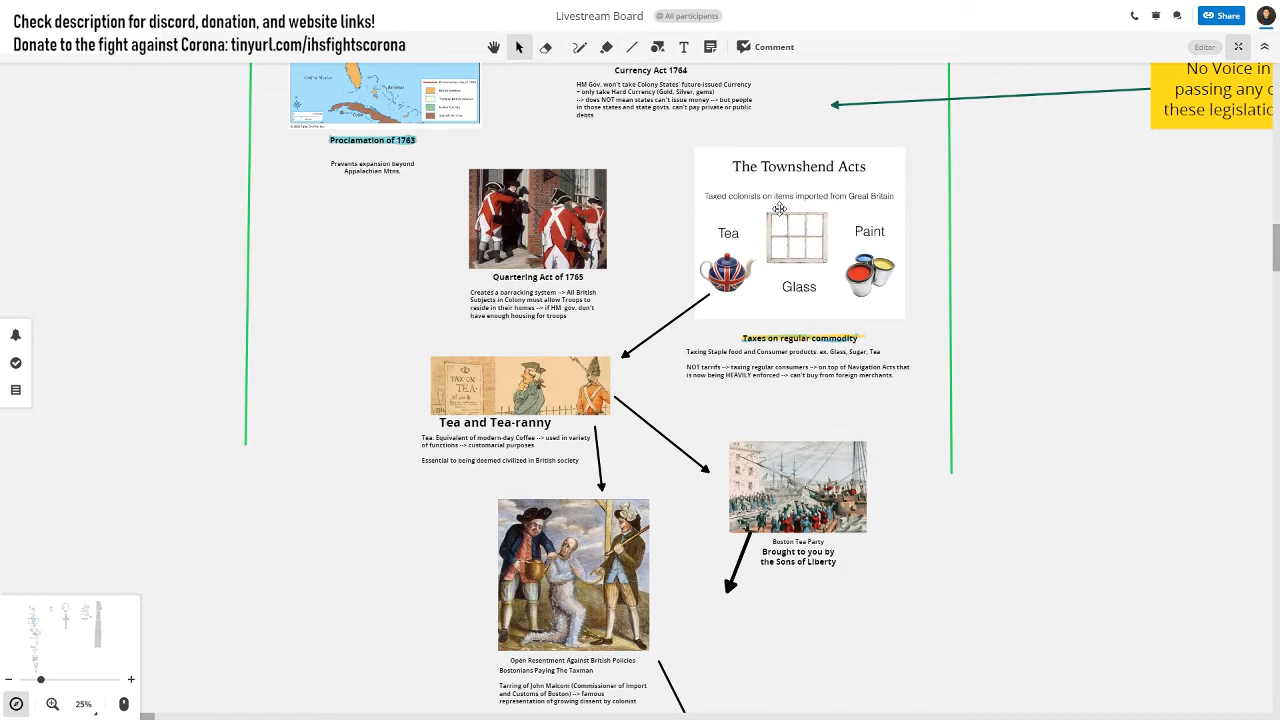 Check description for discord, donation, and website links!
Donate to the fight against Corona: tinyurl.com/ihsfightscorona
Livestream Board
@ All participants
Share
Comment
Editor
Currency Act 1764
HM Gov. won't take Colony States' future-issued Currency
+ only take Hard Currency (Gold, Silver, gems)
--> does NOT mean states can't issue money --> but people
in those states and state govts. can't pay private or public
debts
No Voice in
passing any
these legislatio
Gulf of Mexico
Bahamas
Cuba
Proclamation of 1763
Prevents expansion beyond
Appalachian Mtns.
The Townshend Acts
Taxed colonists on items imported from Great Britain
Tea
Paint
Glass
Quartering Act of 1765
Creates a barracking system --> All British
Subjects in Colony must allow Troops to
reside in their homes --> if HM gov. don't
have enough housing for troops
Taxes on regular commodity
Taxing Staple food and Consumer products: ex. Glass, Sugar, Tea
NOT tarrifs --> taxing regular consumers --> on top of Navigation Acts that
is now being HEAVILY enforced --> can't buy from foreign merchants.
TAX ON
TEA
Tea and Tea-ranny
Tea: Equivalent of modern-day Coffee --> used in variety
of functions --> customarial purposes
Essential to being deemed civilized in British society
Boston Tea Party
Brought to you by
the Sons of Liberty
Open Resentment Against British Policies
Bostonians Paying The Taxman
Tarring of John Malcom (Commissioner of Import
and Customs of Boston) --> famous
representation of growing dissent by colonist
25%